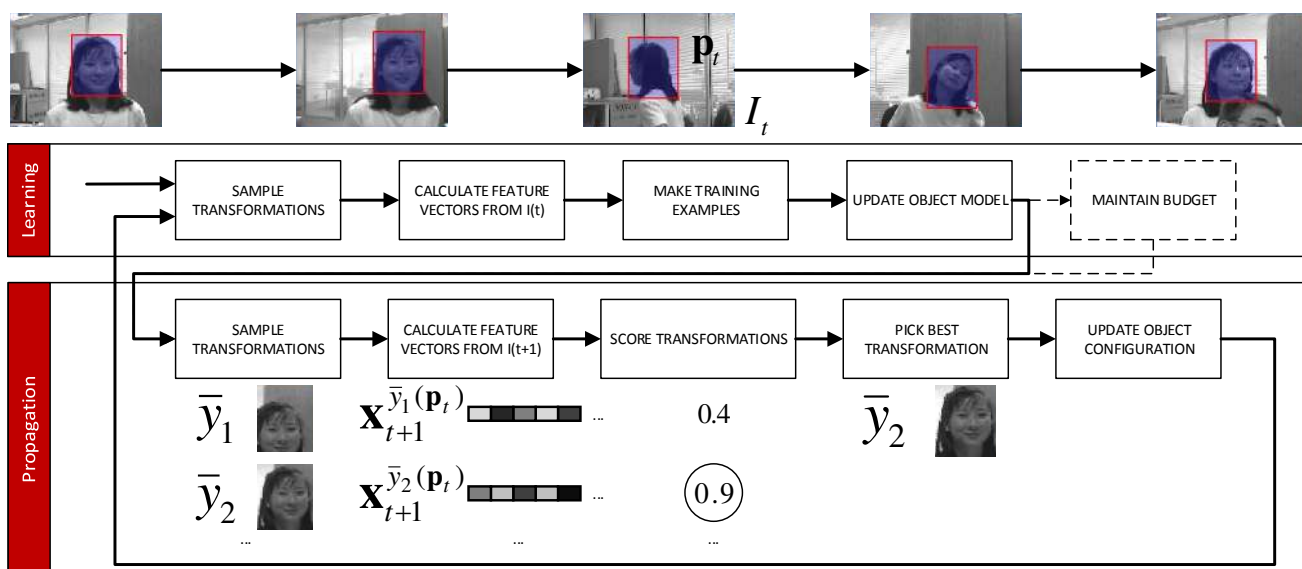 p_t
I_t
Learning
SAMPLE
TRANSFORMATIONS
CALCULATE FEATURE
VECTORS FROM I(t)
MAKE TRAINING
EXAMPLES
UPDATE OBJECT MODEL
MAINTAIN BUDGET
Propagation
SAMPLE
TRANSFORMATIONS
CALCULATE FEATURE
VECTORS FROM I(t+1)
SCORE TRANSFORMATIONS
PICK BEST
TRANSFORMATION
UPDATE OBJECT
CONFIGURATION
ȳ₁ x_{t+1}^{ȳ₁(p_t)} ... 0.4 ȳ₂
ȳ₂ x_{t+1}^{ȳ₂(p_t)} ... 0.9
... ... ...